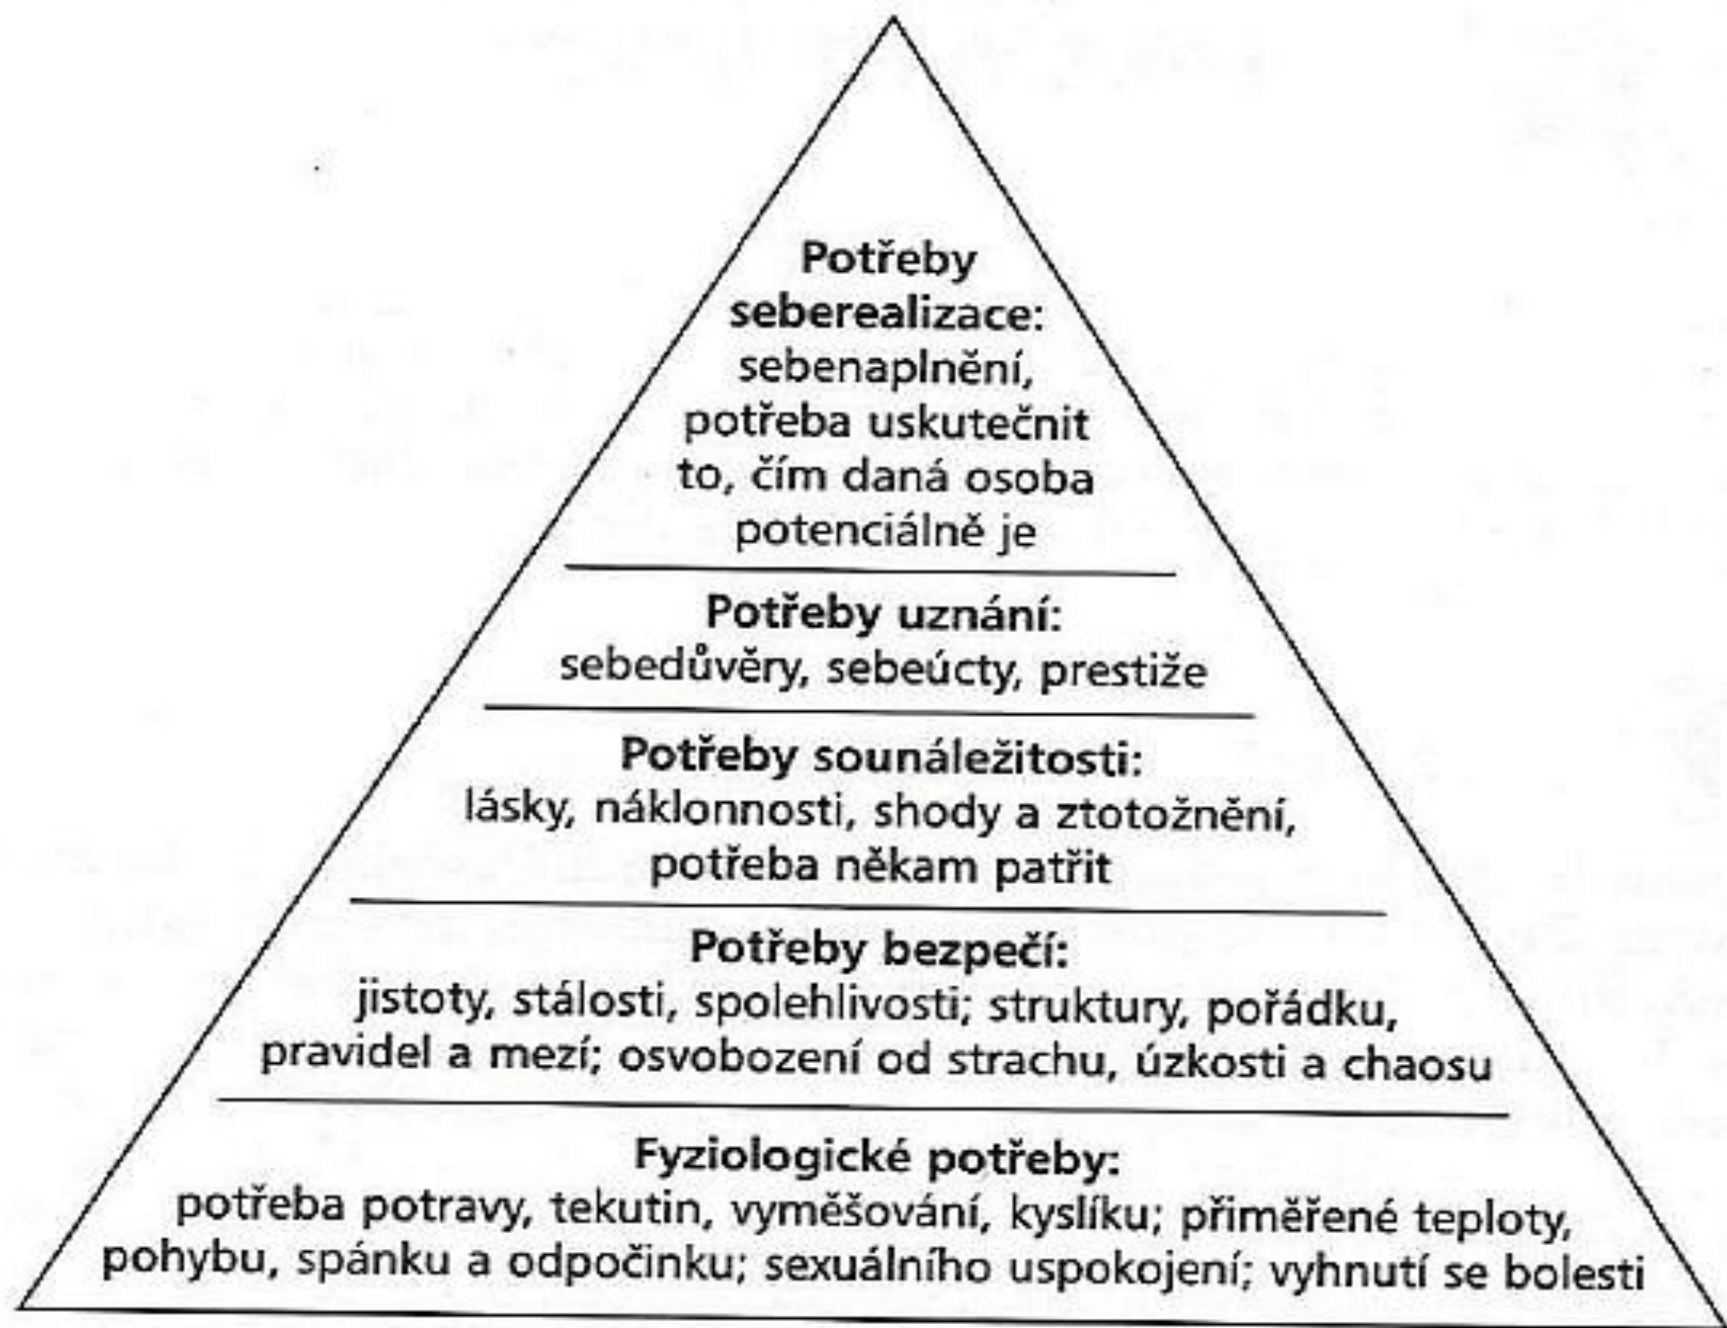 Potřeby
seberealizace:
sebenaplnění,
potřeba uskutečnit
to, čím daná osoba
potenciálně je
Potřeby uznání:
sebedůvěry, sebeúcty, prestiže
Potřeby sounáležitosti:
lásky, náklonnosti, shody a ztotožnění,
potřeba někam patřit
Potřeby bezpečí:
jistoty, stálosti, spolehlivosti; struktury, pořádku,
pravidel a mezí; osvobození od strachu, úzkosti a chaosu
Fyziologické potřeby:
potřeba potravy, tekutin, vyměšování, kyslíku; přiměřené teploty,
pohybu, spánku a odpočinku; sexuálního uspokojení; vyhnutí se bolesti